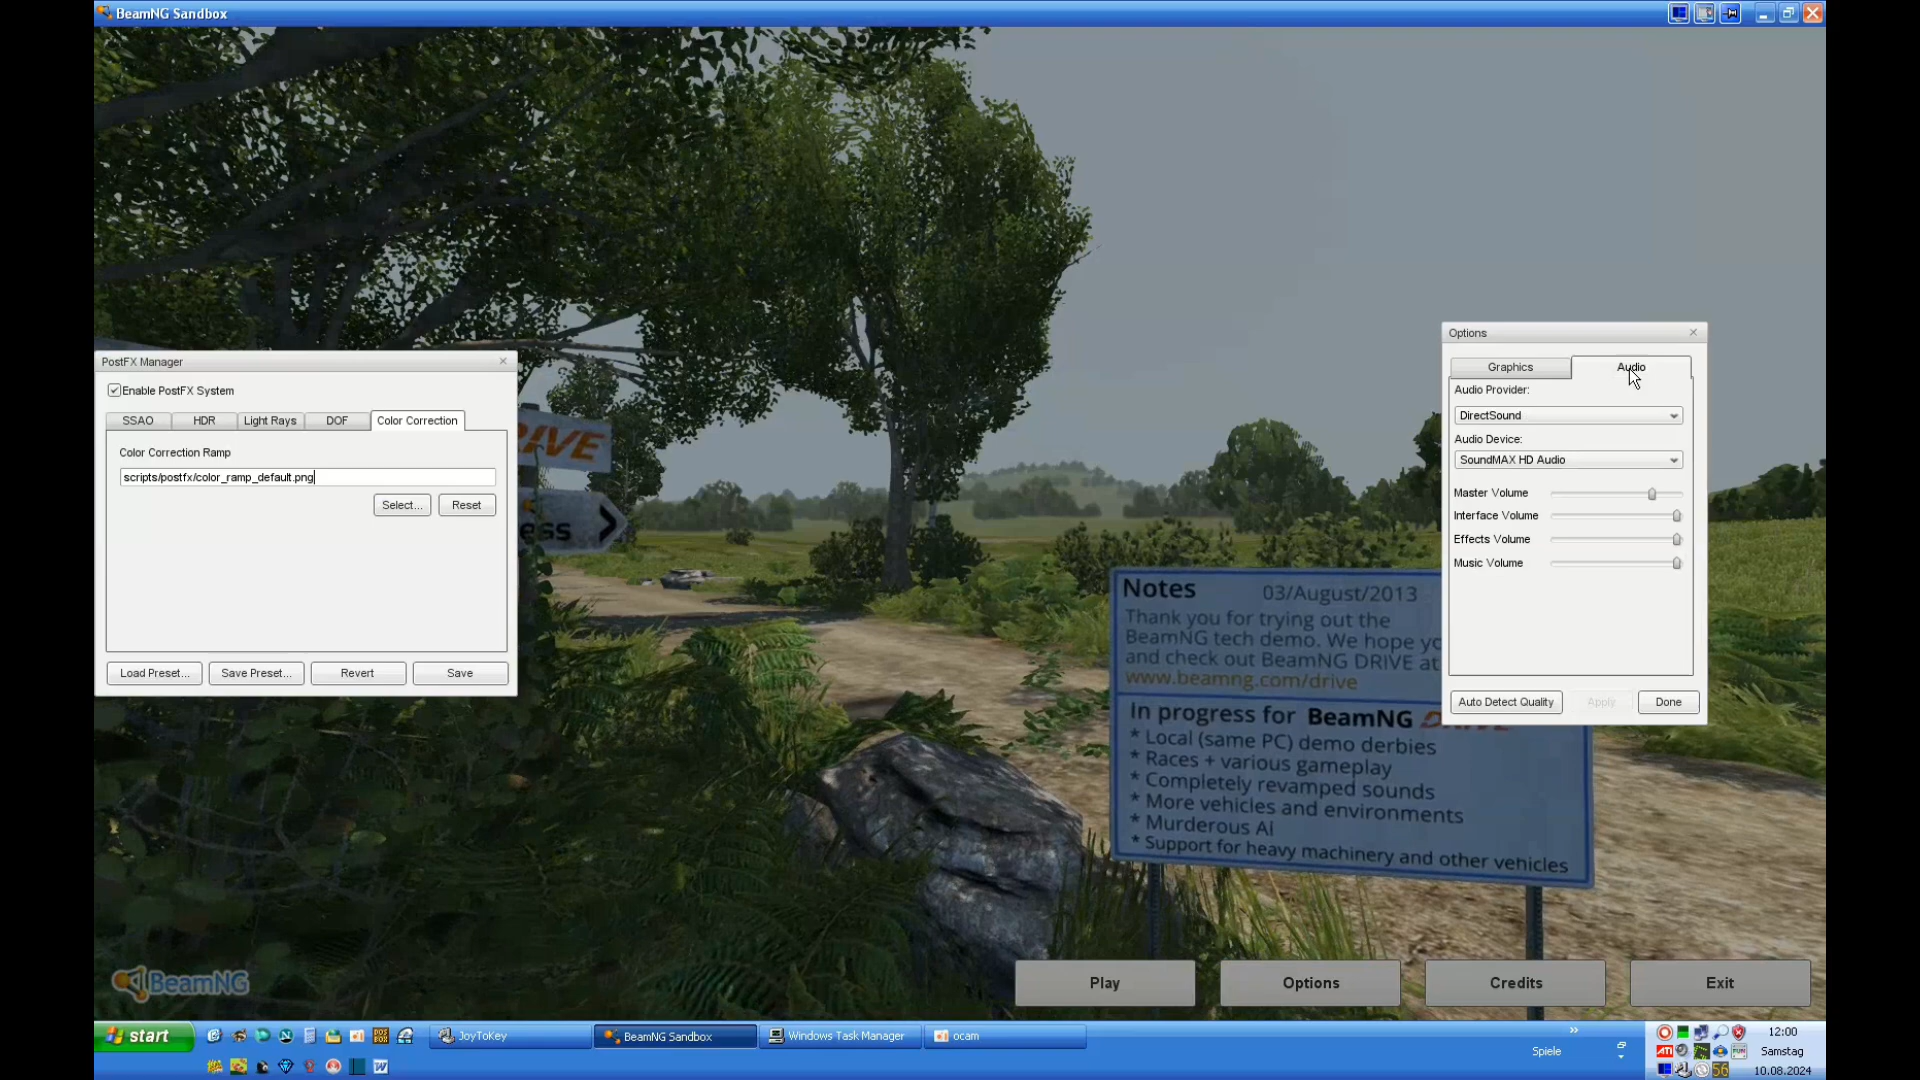 BeamNG Sandbox
PostFX Manager
Enable PostFX System
SSAO
HDR
Light Rays
DOF
Color Correction
Color Correction Ramp
scripts/postfx/color_ramp_default.png
Select...
Reset
Load Preset...
Save Preset...
Revert
Save
Options
Graphics
Audio
Audio Provider:
DirectSound
Audio Device:
SoundMAX HD Audio
Master Volume
Interface Volume
Effects Volume
Music Volume
Auto Detect Quality
Apply
Done
Notes 03/August/2013
Thank you for trying out the
BeamNG tech demo. We hope
and check out BeamNG DRIVE at
www.beamng.com/drive
In progress for BeamNG
* Local (same PC) demo derbies
* Races + various gameplay
* Completely revamped sounds
* More vehicles and environments
* Murderous AI
* Support for heavy machinery and other vehicles
BeamNG
Play
Options
Credits
Exit
start
JoyToKey
BeamNG Sandbox
Windows Task Manager
ocam
Spiele
12:00
Samstag
10.08.2024
ATI
56